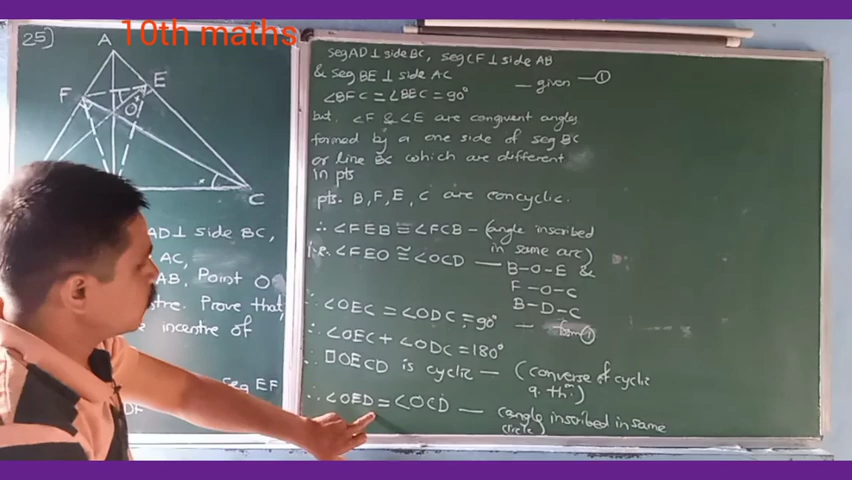 10th maths
25)
A
E
F
O
C
AD ⊥ side BC,
AC,
AB, Point O
tre. Prove that,
e incentre of
seg EF
DF
seg AD ⊥ side BC, seg CF ⊥ side AB
& seg BE ⊥ side AC — given — ①
∠BFC = ∠BEC = 90°
but. ∠F & ∠E are congruent angles
formed by a one side of seg BC
or line BC which are different
in pts
pts. B, F, E, C are concyclic.
∴ ∠FEB ≅ ∠FCB - (angle inscribed
in same arc)
i.e. ∠FEO ≅ ∠OCD — B-O-E &
F-O-C
B-D-C
∴ ∠OEC = ∠ODC = 90° — from ①
∴ ∠OEC + ∠ODC = 180°
∴ □OECD is cyclic — (converse of cyclic
q. thm.)
∴ ∠OED = ∠OCD — (angle inscribed in same
circle)